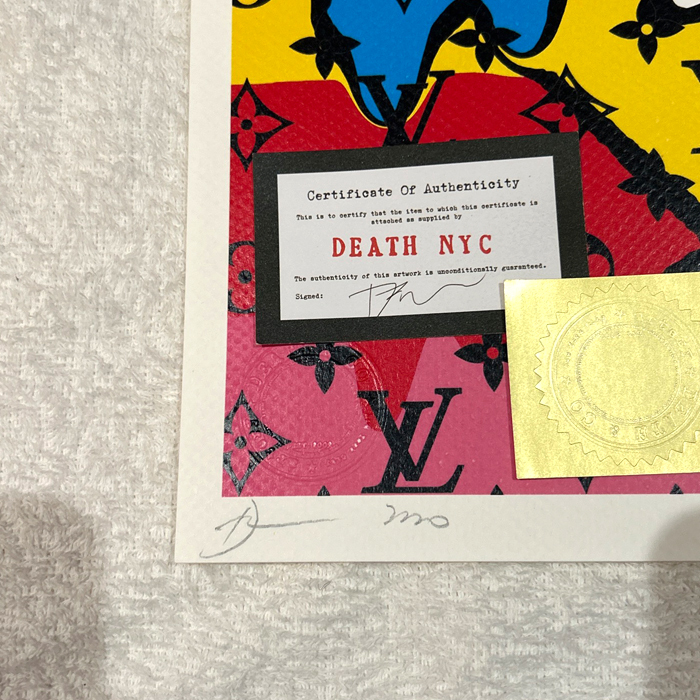 Certificate Of Authenticity
This is to certify that the item to which this certificate is
attached as supplied by
DEATH NYC
The authenticity of this artwork is unconditionally guaranteed.
Signed:
LV